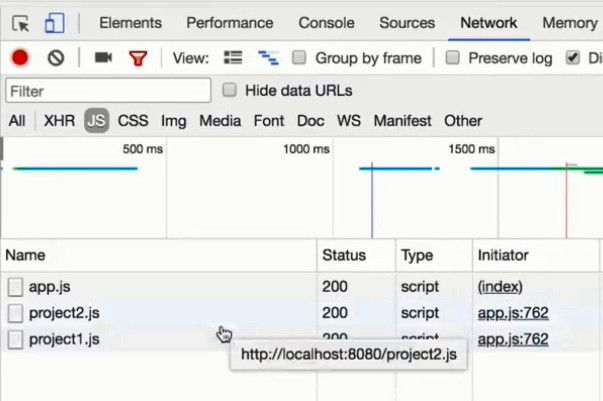 Elements Performance Console Sources Network Memory
View: Group by frame Preserve log Di
Filter Hide data URLs
All XHR JS CSS Img Media Font Doc WS Manifest Other
500 ms 1000 ms 1500 ms
Name Status Type Initiator
app.js 200 script (index)
project2.js 200 script app.js:762
project1.js 200 script app.js:762
http://localhost:8080/project2.js